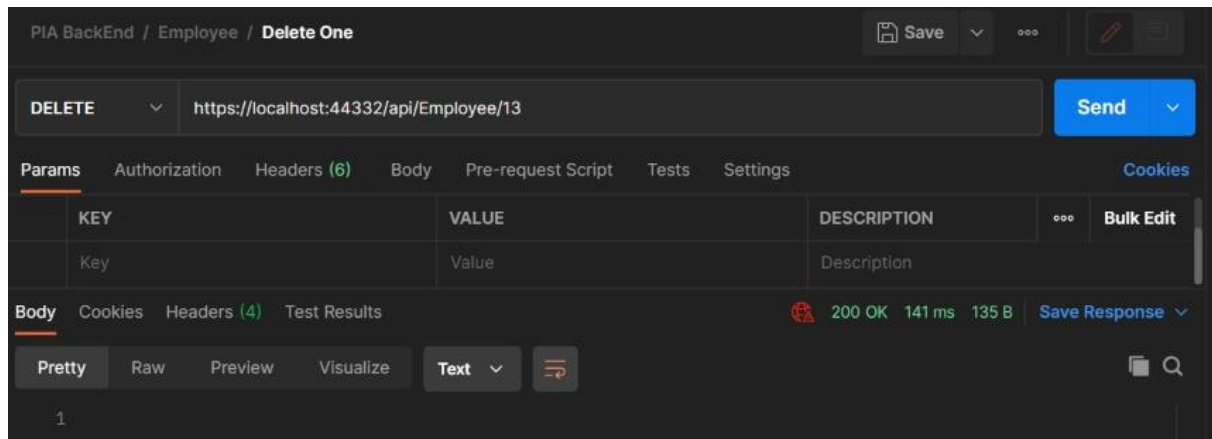 PIA BackEnd / Employee / Delete One Save ooo
DELETE https://localhost:44332/api/Employee/13 Send
Params Authorization Headers (6) Body Pre-request Script Tests Settings Cookies
KEY VALUE DESCRIPTION ooo Bulk Edit
Key Value Description
Body Cookies Headers (4) Test Results 200 OK 141 ms 135 B Save Response
Pretty Raw Preview Visualize Text
1